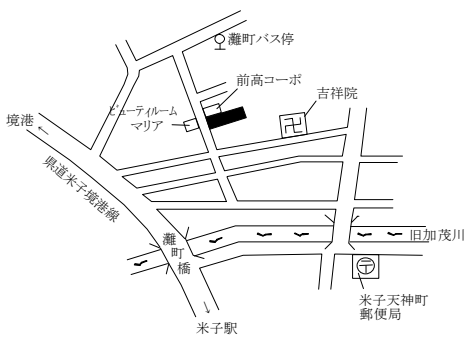 灘町バス停
前高コーポ
吉祥院
ビューティルーム
マリア
境港
県道米子境港線
灘町橋
旧加茂川
米子天神町
郵便局
米子駅